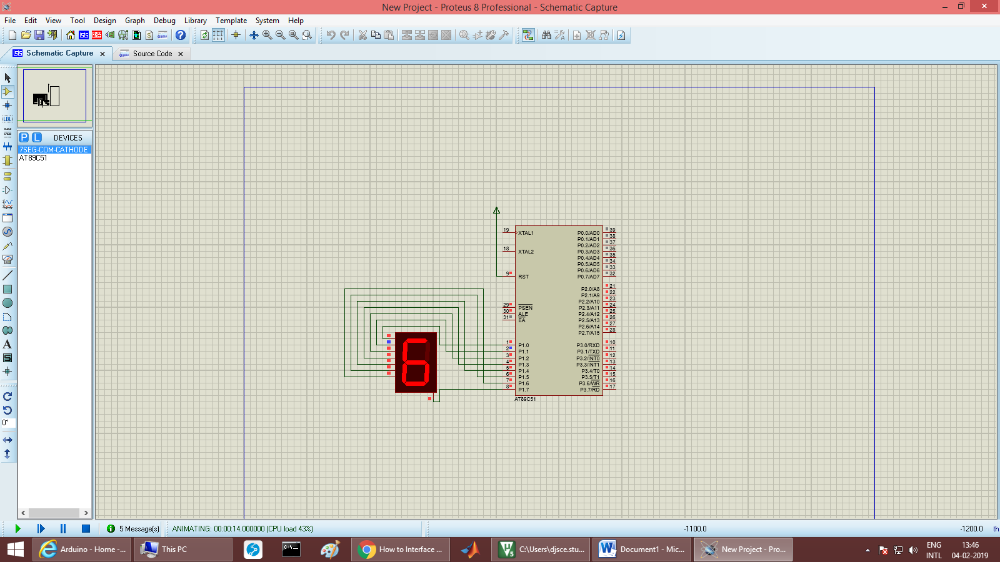 New Project - Proteus 8 Professional - Schematic Capture
File Edit View Tool Design Graph Debug Library Template System Help
Schematic Capture
Source Code
P L DEVICES
7SEG-COM-CATHODE
AT89C51
LBL
A
S
0°
19 XTAL1
18 XTAL2
9 RST
29 PSEN
30 ALE
31 EA
1 P1.0
2 P1.1
3 P1.2
4 P1.3
5 P1.4
6 P1.5
7 P1.6
8 P1.7
P0.0/AD0 39
P0.1/AD1 38
P0.2/AD2 37
P0.3/AD3 36
P0.4/AD4 35
P0.5/AD5 34
P0.6/AD6 33
P0.7/AD7 32
P2.0/A8 21
P2.1/A9 22
P2.2/A10 23
P2.3/A11 24
P2.4/A12 25
P2.5/A13 26
P2.6/A14 27
P2.7/A15 28
P3.0/RXD 10
P3.1/TXD 11
P3.2/INT0 12
P3.3/INT1 13
P3.4/T0 14
P3.5/T1 15
P3.6/WR 16
P3.7/RD 17
AT89C51
6
5 Message(s)
ANIMATING: 00:00:14.000000 (CPU load 43%)
-1100.0
-1200.0 th
Arduino - Home -...
This PC
C:\_
How to Interface ...
C:\Users\djsce.stu...
Document1 - Mic...
New Project - Pro...
ENG
INTL
13:46
04-02-2019